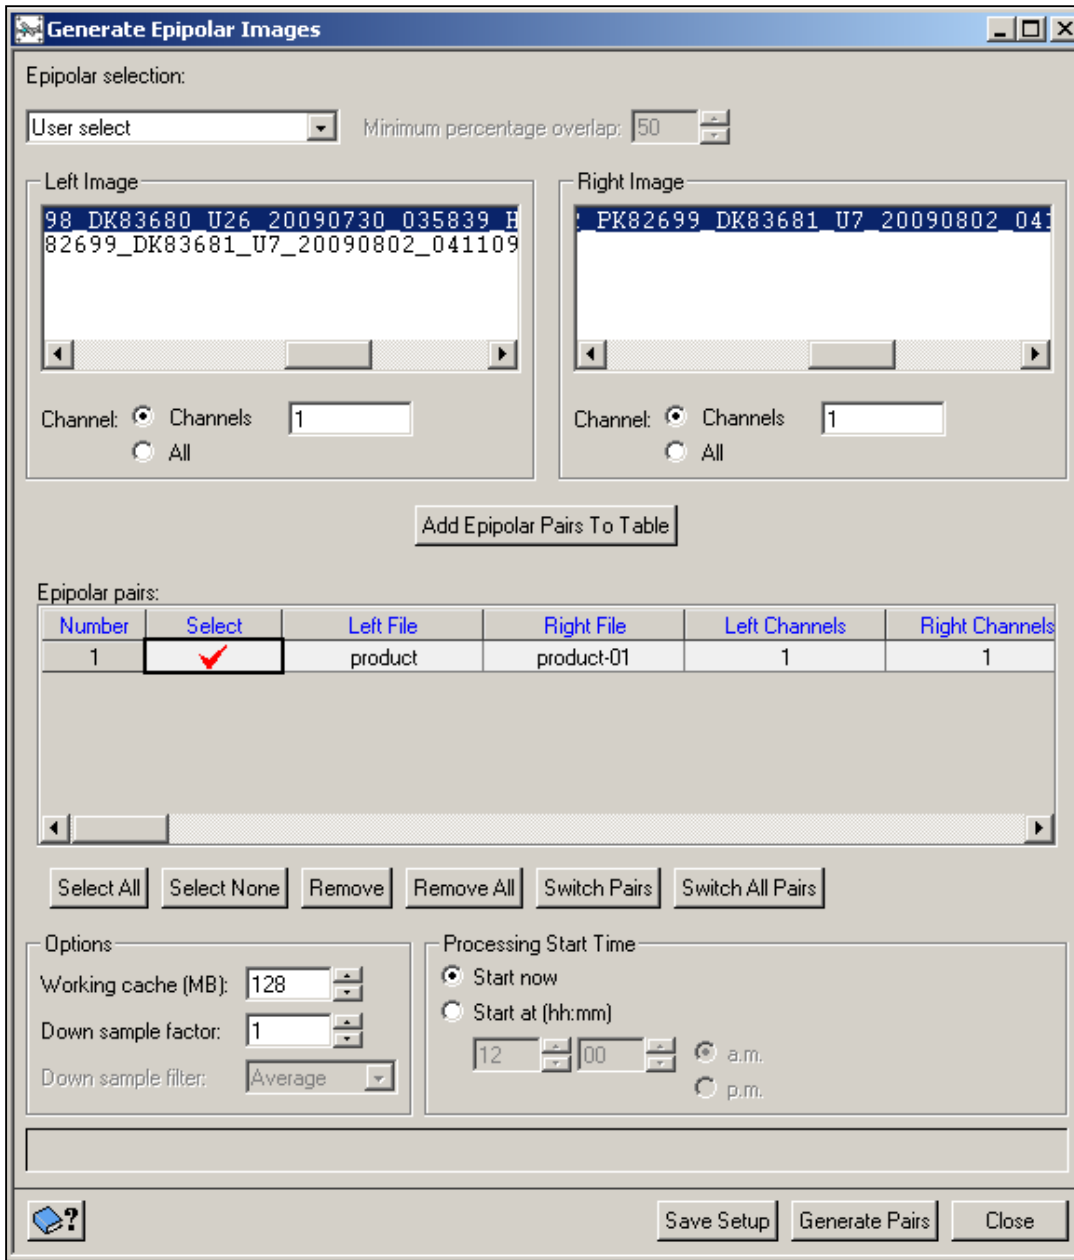 Generate Epipolar Images
Epipolar selection:
User select
Minimum percentage overlap: 50
Left Image
98_DK83680_U26_20090730_035839_H
82699_DK83681_U7_20090802_041109
Channel: Channels 1
All
Right Image
PK82699_DK83681_U7_20090802_041
Channel: Channels 1
All
Add Epipolar Pairs To Table
Epipolar pairs:
Number Select Left File Right File Left Channels Right Channels
1 product product-01 1 1
Select All Select None Remove Remove All Switch Pairs Switch All Pairs
Options
Working cache (MB): 128
Down sample factor: 1
Down sample filter: Average
Processing Start Time
Start now
Start at (hh:mm)
12 00 a.m.
p.m.
?
Save Setup Generate Pairs Close